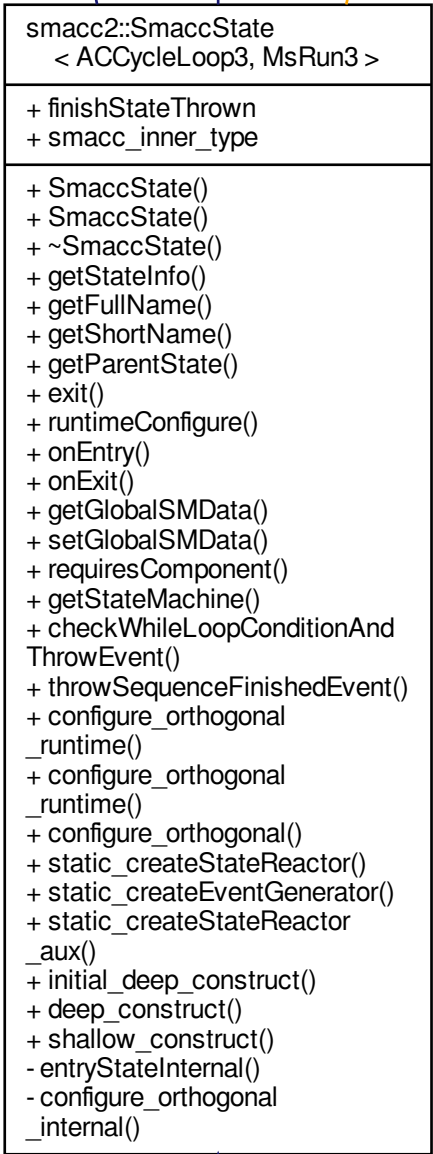 smacc2::SmaccState
< ACCycleLoop3, MsRun3 >
+ finishStateThrown
+ smacc_inner_type
+ SmaccState()
+ SmaccState()
+ ~SmaccState()
+ getStateInfo()
+ getFullName()
+ getShortName()
+ getParentState()
+ exit()
+ runtimeConfigure()
+ onEntry()
+ onExit()
+ getGlobalSMData()
+ setGlobalSMData()
+ requiresComponent()
+ getStateMachine()
+ checkWhileLoopConditionAnd
ThrowEvent()
+ throwSequenceFinishedEvent()
+ configure_orthogonal
_runtime()
+ configure_orthogonal
_runtime()
+ configure_orthogonal()
+ static_createStateReactor()
+ static_createEventGenerator()
+ static_createStateReactor
_aux()
+ initial_deep_construct()
+ deep_construct()
+ shallow_construct()
- entryStateInternal()
- configure_orthogonal
_internal()